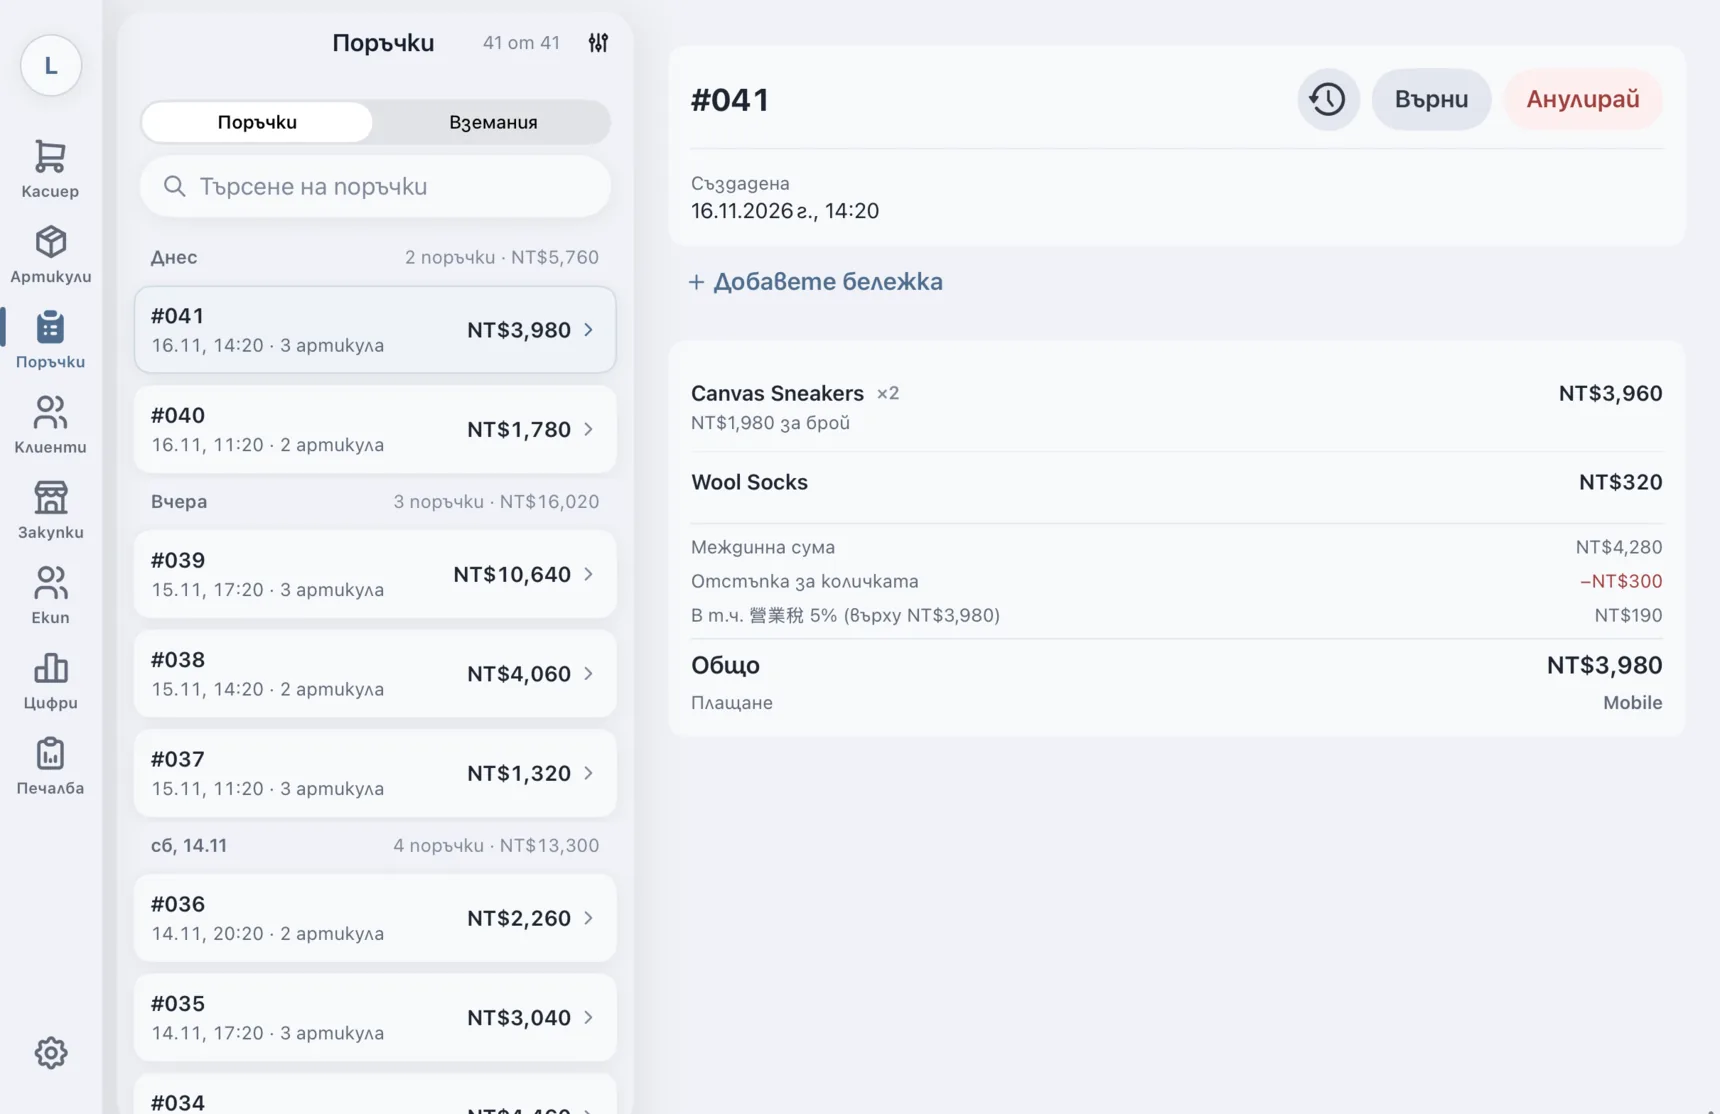 L
Касиер
Артикули
Поръчки
Клиенти
Закупки
Екип
Цифри
Печалба
Поръчки
41 от 41
Поръчки
Вземания
Търсене на поръчки
Днес
2 поръчки · NT$5,760
#041
NT$3,980
16.11, 14:20 · 3 артикула
#040
NT$1,780
16.11, 11:20 · 2 артикула
Вчера
3 поръчки · NT$16,020
#039
NT$10,640
15.11, 17:20 · 3 артикула
#038
NT$4,060
15.11, 14:20 · 2 артикула
#037
NT$1,320
15.11, 11:20 · 3 артикула
сб, 14.11
4 поръчки · NT$13,300
#036
NT$2,260
14.11, 20:20 · 2 артикула
#035
NT$3,040
14.11, 17:20 · 3 артикула
#034
NT$4,460
#041
Върни
Анулирай
Създадена
16.11.2026 г., 14:20
+ Добавете бележка
Canvas Sneakers ×2
NT$3,960
NT$1,980 за брой
Wool Socks
NT$320
Междинна сума
NT$4,280
Отстъпка за количката
−NT$300
В т.ч. 營業稅 5% (върху NT$3,980)
NT$190
Общо
NT$3,980
Плащане
Mobile